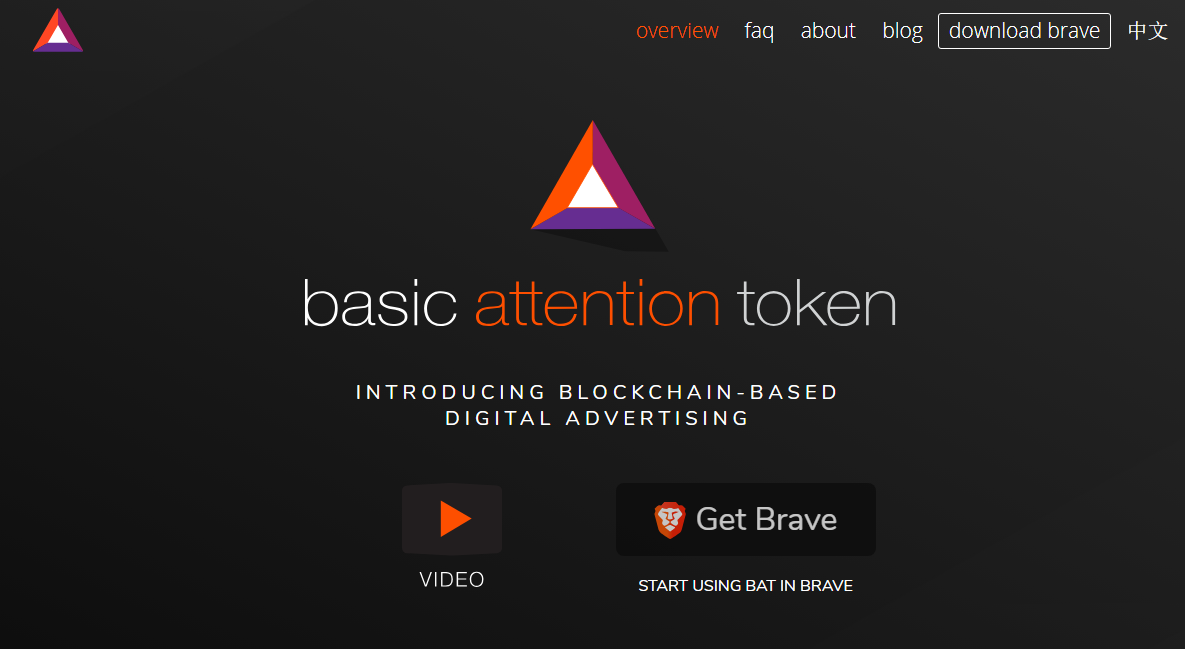 overview faq about blog download brave 中文
basic attention token
INTRODUCING BLOCKCHAIN-BASED
DIGITAL ADVERTISING
Get Brave
VIDEO
START USING BAT IN BRAVE